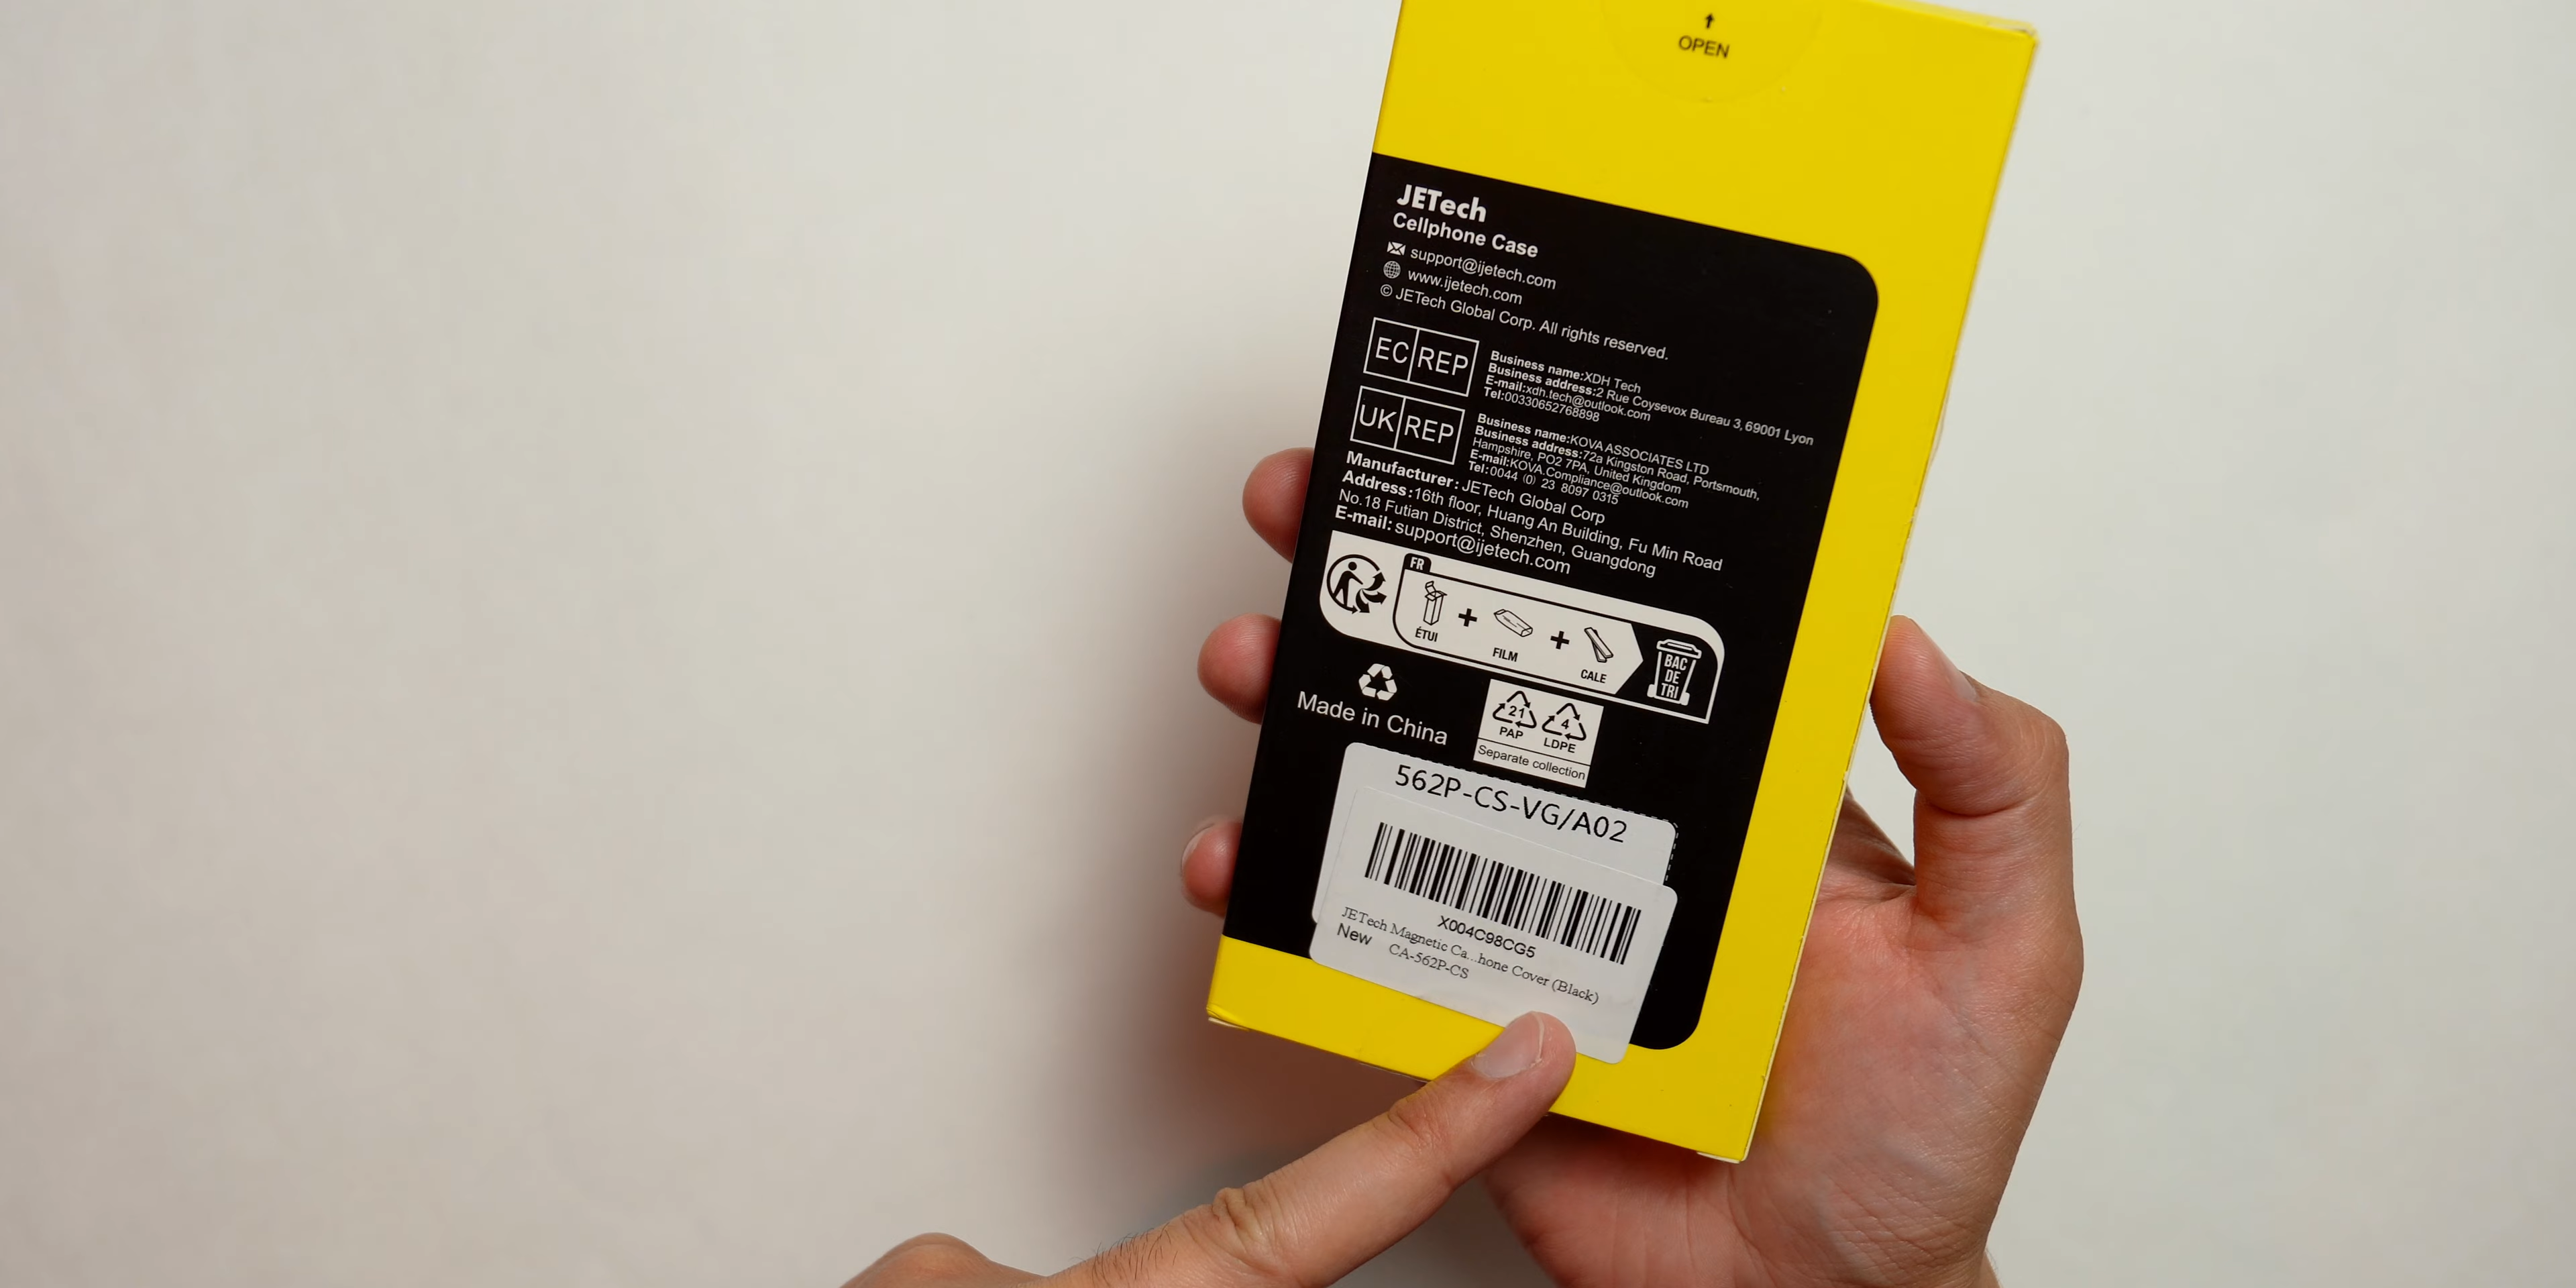 OPEN
JETech
Cellphone Case
support@ijetech.com
www.ijetech.com
© JETech Global Corp. All rights reserved.
EC REP
Business name:XDH Tech
Business address:2 Rue Coysevox Bureau 3,69001 Lyon
E-mail:xdh.tech@outlook.com
Tel:00330652768898
UK REP
Business name:KOVA ASSOCIATES LTD
Business address:72a Kingston Road, Portsmouth,
Hampshire, PO2 7PA, United Kingdom
E-mail:KOVA.Compliance@outlook.com
Tel:0044 (0) 23 8097 0315
Manufacturer: JETech Global Corp
Address:16th floor, Huang An Building, Fu Min Road
No.18 Futian District, Shenzhen, Guangdong
E-mail: support@ijetech.com
FR
ÉTUI + FILM + CALE
BAC
DE
TRI
Made in China
21 PAP
4 LDPE
Separate collection
562P-CS-VG/A02
X004C98CG5
JETech Magnetic Ca...hone Cover (Black)
New CA-562P-CS